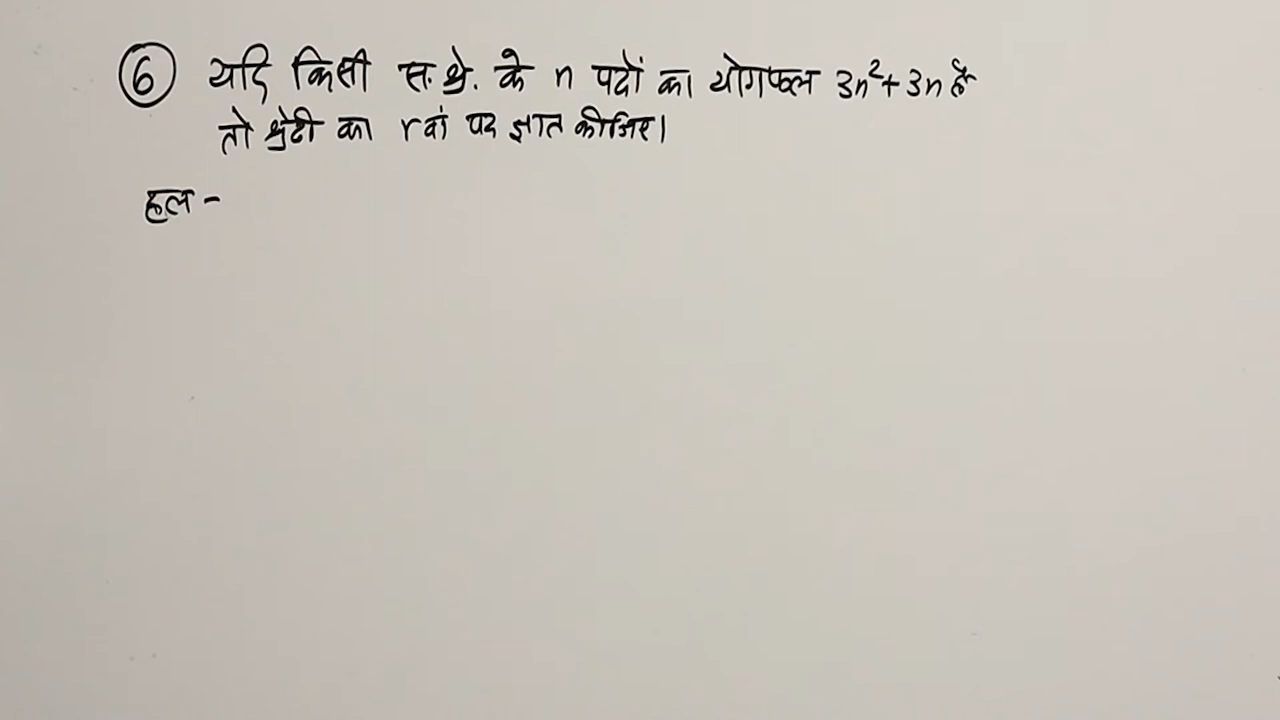 ⑥ यदि किसी स. श्रे. के n पदों का योगफल 3n²+3n है
तो श्रेढी का rवां पद ज्ञात कीजिए।
हल -